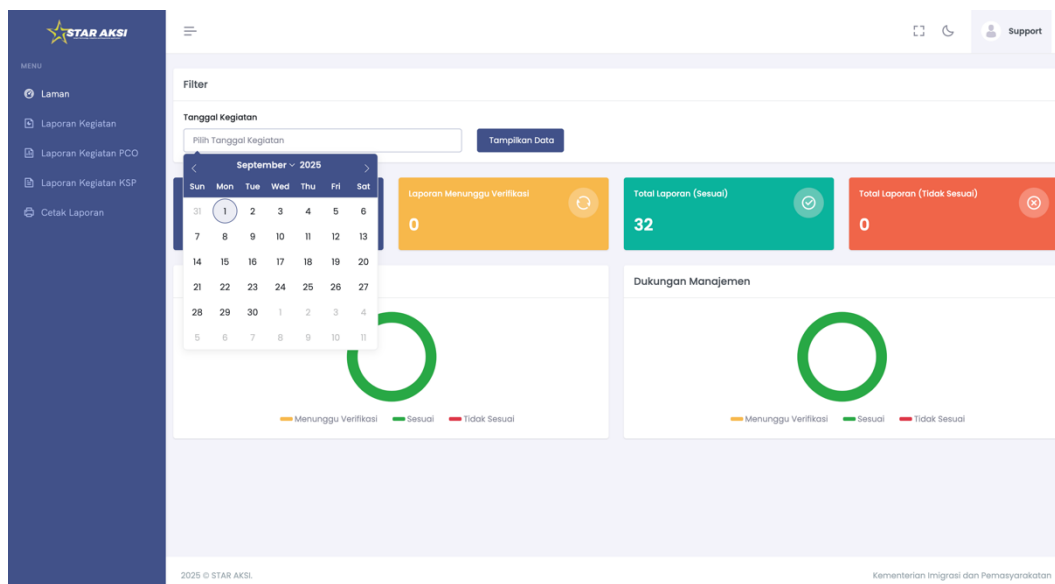 STAR AKSI
Support
MENU
Laman
Laporan Kegiatan
Laporan Kegiatan PCO
Laporan Kegiatan KSP
Cetak Laporan
Filter
Tanggal Kegiatan
Pilih Tanggal Kegiatan
Tampilkan Data
September 2025
Sun Mon Tue Wed Thu Fri Sat
31 1 2 3 4 5 6
7 8 9 10 11 12 13
14 15 16 17 18 19 20
21 22 23 24 25 26 27
28 29 30 1 2 3 4
5 6 7 8 9 10 11
Laporan Menunggu Verifikasi
0
Total Laporan (Sesuai)
32
Total Laporan (Tidak Sesuai)
0
Dukungan Manajemen
Menunggu Verifikasi Sesuai Tidak Sesuai
Menunggu Verifikasi Sesuai Tidak Sesuai
2025 © STAR AKSI.
Kementerian Imigrasi dan Pemasyarakatan